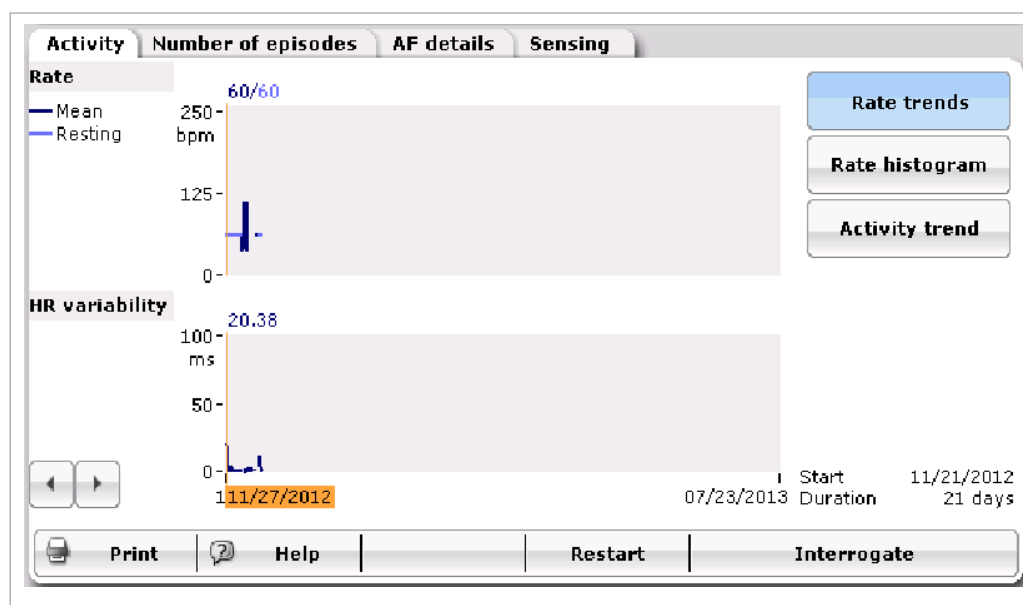 Activity Number of episodes AF details Sensing
Rate
Mean
Resting
60/60
250
bpm
125
0
Rate trends
Rate histogram
Activity trend
HR variability
20.38
100
ms
50
0
11/27/2012
07/23/2013
Start 11/21/2012
Duration 21 days
Print Help Restart Interrogate